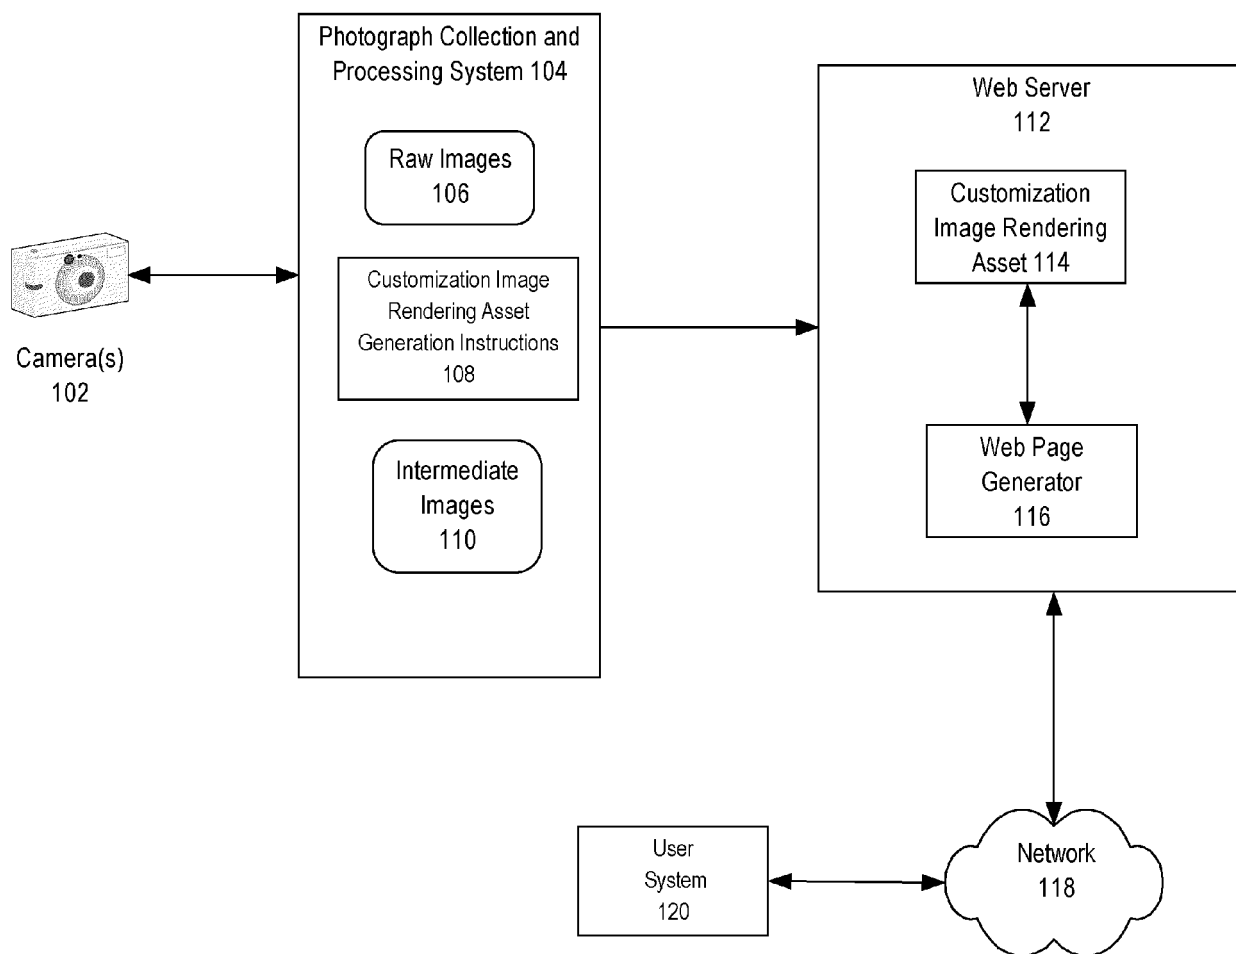 Photograph Collection and
Processing System 104
Raw Images
106
Customization Image
Rendering Asset
Generation Instructions
108
Intermediate
Images
110
Camera(s)
102
Web Server
112
Customization
Image Rendering
Asset 114
Web Page
Generator
116
User
System
120
Network
118